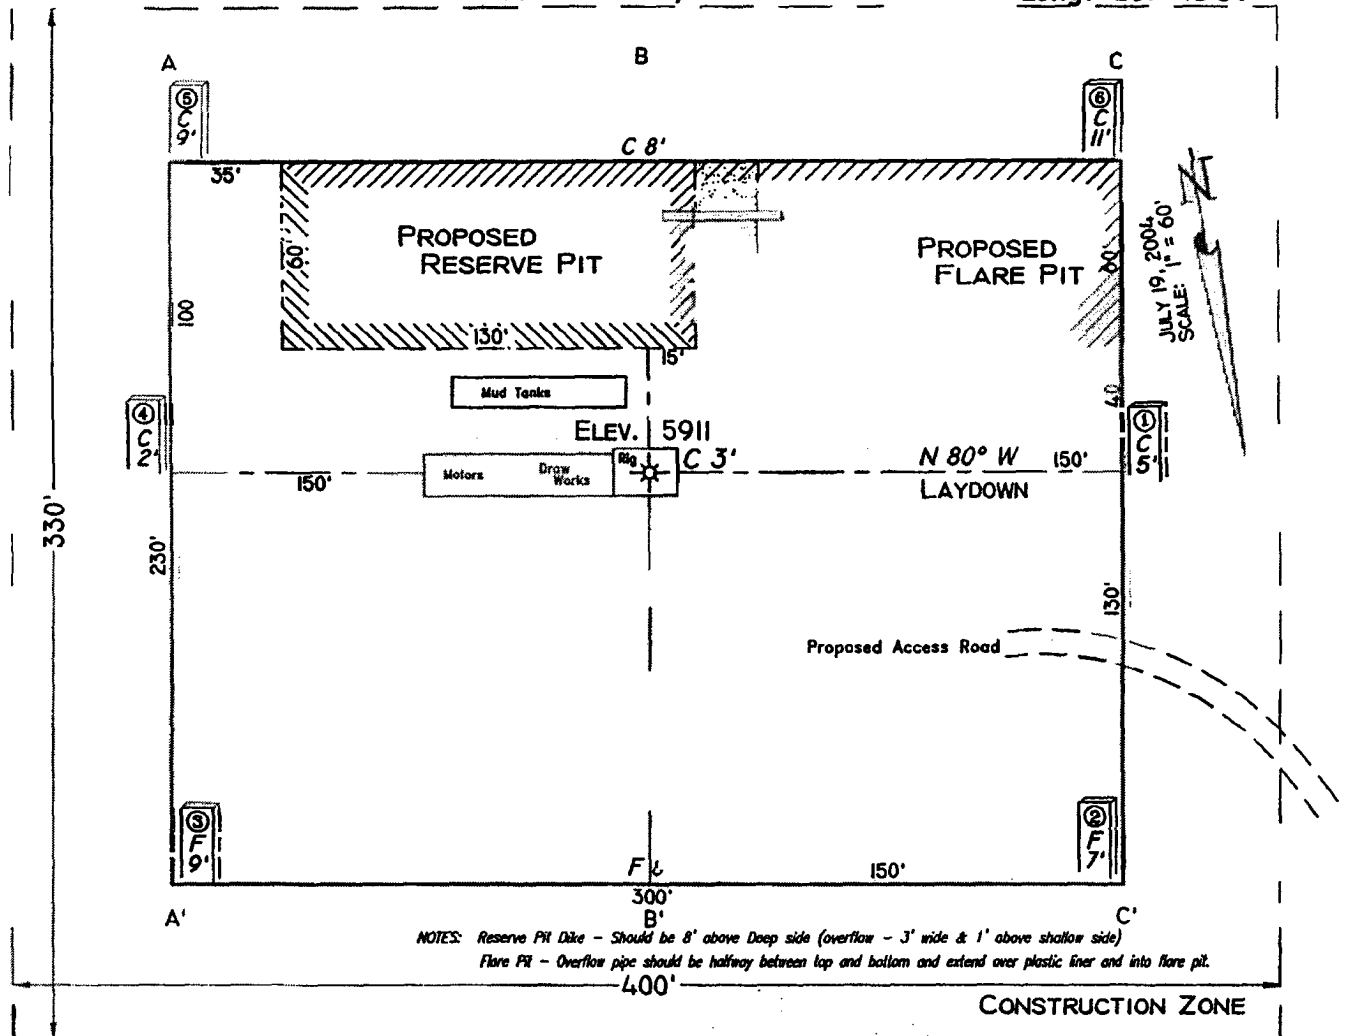 A
B
C
⑤
C
9'
⑥
C
11'
C 8'
35'
PROPOSED
RESERVE PIT
60'
PROPOSED
FLARE PIT
60'
N
JULY 19, 2004
SCALE: 1" = 60'
100
130'
15'
Mud Tanks
40
④
C
2'
①
C
5'
ELEV. 5911
Rig
C 3'
N 80° W
150'
LAYDOWN
Motors
Draw
Works
150'
330'
230'
130'
Proposed Access Road
③
F
9'
②
F
7'
F
150'
300'
A'
B'
C'
NOTES: Reserve Pit Dike - Should be 8' above Deep side (overflow - 3' wide & 1' above shallow side)
Flare Pit - Overflow pipe should be halfway between top and bottom and extend over plastic liner and into flare pit.
400'
CONSTRUCTION ZONE